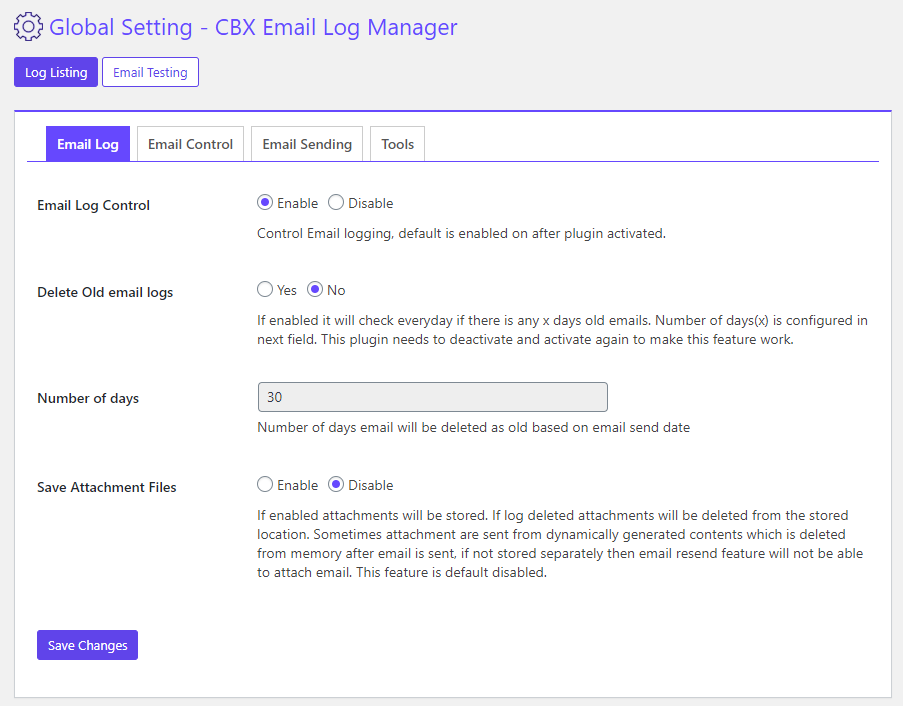 Global Setting - CBX Email Log Manager
Log Listing Email Testing
Email Log Email Control Email Sending Tools
Email Log Control Enable Disable
Control Email logging, default is enabled on after plugin activated.
Delete Old email logs Yes No
If enabled it will check everyday if there is any x days old emails. Number of days(x) is configured in
next field. This plugin needs to deactivate and activate again to make this feature work.
Number of days 30
Number of days email will be deleted as old based on email send date
Save Attachment Files Enable Disable
If enabled attachments will be stored. If log deleted attachments will be deleted from the stored
location. Sometimes attachment are sent from dynamically generated contents which is deleted
from memory after email is sent, if not stored separately then email resend feature will not be able
to attach email. This feature is default disabled.
Save Changes